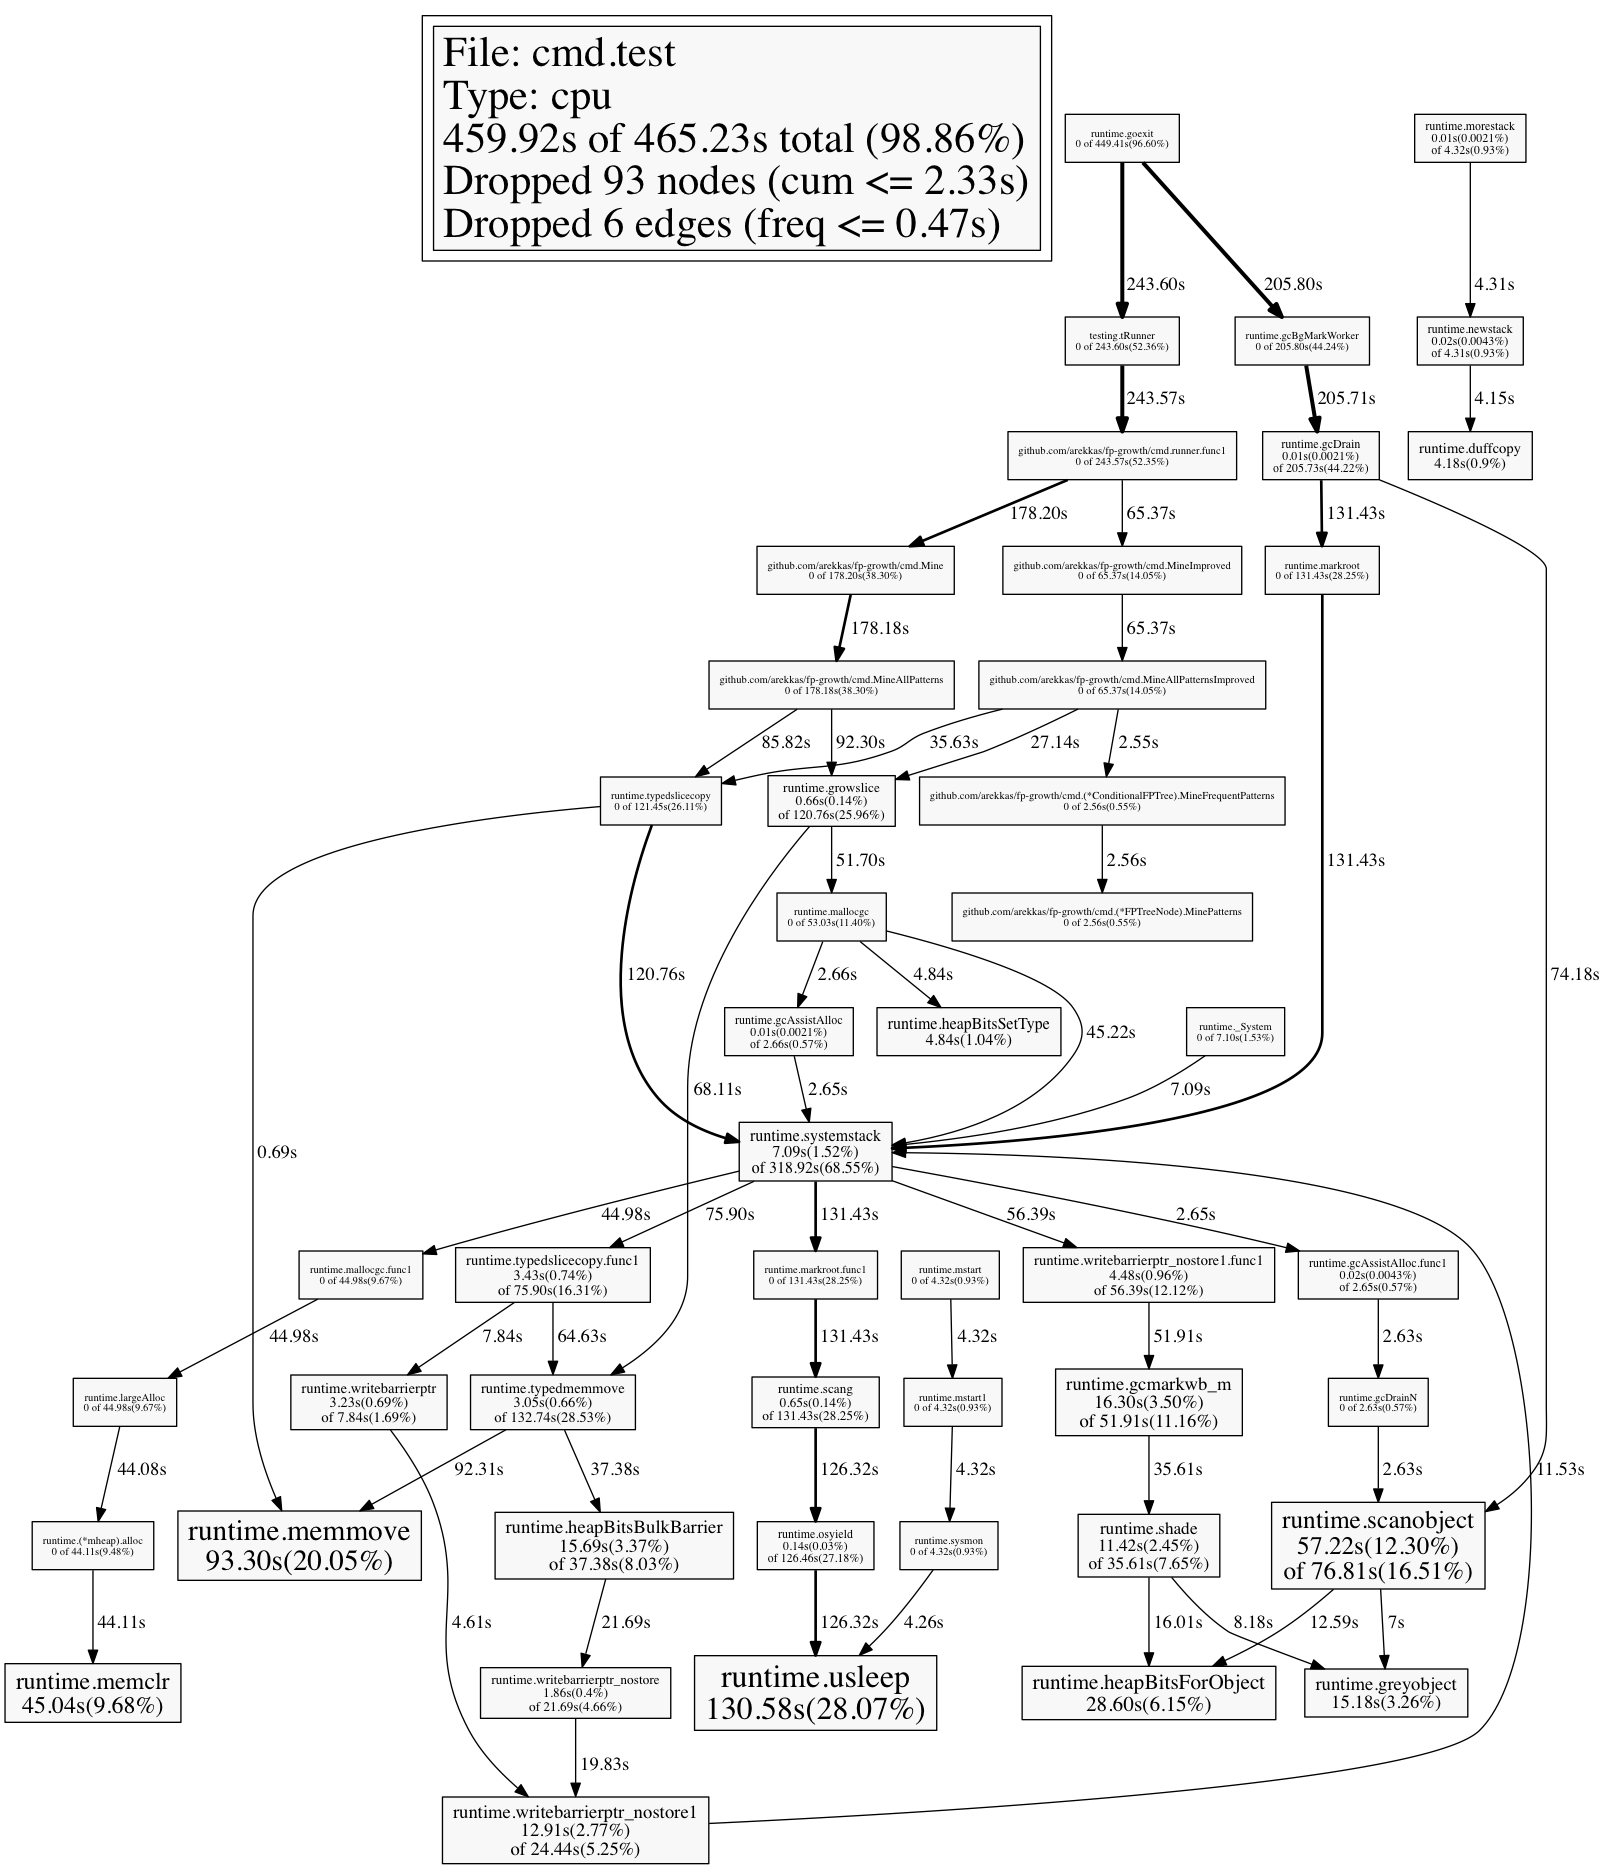 File: cmd.test
Type: cpu
459.92s of 465.23s total (98.86%)
Dropped 93 nodes (cum <= 2.33s)
Dropped 6 edges (freq <= 0.47s)
runtime.goexit
0 of 449.41s(96.60%)
runtime.morestack
0.01s(0.0021%)
of 4.32s(0.93%)
243.60s
205.80s
4.31s
testing.tRunner
0 of 243.60s(52.36%)
runtime.gcBgMarkWorker
0 of 205.80s(44.24%)
runtime.newstack
0.02s(0.0043%)
of 4.31s(0.93%)
243.57s
205.71s
4.15s
github.com/arekkas/fp-growth/cmd.runner.func1
0 of 243.57s(52.35%)
runtime.gcDrain
0.01s(0.0021%)
of 205.73s(44.22%)
runtime.duffcopy
4.18s(0.9%)
178.20s
65.37s
131.43s
github.com/arekkas/fp-growth/cmd.Mine
0 of 178.20s(38.30%)
github.com/arekkas/fp-growth/cmd.MineImproved
0 of 65.37s(14.05%)
runtime.markroot
0 of 131.43s(28.25%)
178.18s
65.37s
github.com/arekkas/fp-growth/cmd.MineAllPatterns
0 of 178.18s(38.30%)
github.com/arekkas/fp-growth/cmd.MineAllPatternsImproved
0 of 65.37s(14.05%)
85.82s
92.30s
35.63s
27.14s
2.55s
runtime.typedslicecopy
0 of 121.45s(26.11%)
runtime.growslice
0.66s(0.14%)
of 120.76s(25.96%)
github.com/arekkas/fp-growth/cmd.(*ConditionalFPTree).MineFrequentPatterns
0 of 2.56s(0.55%)
51.70s
2.56s
131.43s
runtime.mallocgc
0 of 53.03s(11.40%)
github.com/arekkas/fp-growth/cmd.(*FPTreeNode).MinePatterns
0 of 2.56s(0.55%)
120.76s
2.66s
4.84s
74.18s
runtime.gcAssistAlloc
0.01s(0.0021%)
of 2.66s(0.57%)
runtime.heapBitsSetType
4.84s(1.04%)
45.22s
runtime._System
0 of 7.10s(1.53%)
68.11s
2.65s
7.09s
0.69s
runtime.systemstack
7.09s(1.52%)
of 318.92s(68.55%)
44.98s
75.90s
131.43s
56.39s
2.65s
runtime.mallocgc.func1
0 of 44.98s(9.67%)
runtime.typedslicecopy.func1
3.43s(0.74%)
of 75.90s(16.31%)
runtime.markroot.func1
0 of 131.43s(28.25%)
runtime.mstart
0 of 4.32s(0.93%)
runtime.writebarrierptr_nostore1.func1
4.48s(0.96%)
of 56.39s(12.12%)
runtime.gcAssistAlloc.func1
0.02s(0.0043%)
of 2.65s(0.57%)
44.98s
7.84s
64.63s
131.43s
4.32s
51.91s
2.63s
runtime.largeAlloc
0 of 44.98s(9.67%)
runtime.writebarrierptr
3.23s(0.69%)
of 7.84s(1.69%)
runtime.typedmemmove
3.05s(0.66%)
of 132.74s(28.53%)
runtime.scang
0.65s(0.14%)
of 131.43s(28.25%)
runtime.mstart1
0 of 4.32s(0.93%)
runtime.gcmarkwb_m
16.30s(3.50%)
of 51.91s(11.16%)
runtime.gcDrainN
0 of 2.63s(0.57%)
44.08s
92.31s
37.38s
126.32s
4.32s
35.61s
2.63s
11.53s
runtime.(*mheap).alloc
0 of 44.11s(9.48%)
runtime.memmove
93.30s(20.05%)
runtime.heapBitsBulkBarrier
15.69s(3.37%)
of 37.38s(8.03%)
runtime.osyield
0.14s(0.03%)
of 126.46s(27.18%)
runtime.sysmon
0 of 4.32s(0.93%)
runtime.shade
11.42s(2.45%)
of 35.61s(7.65%)
runtime.scanobject
57.22s(12.30%)
of 76.81s(16.51%)
44.11s
4.61s
21.69s
126.32s
4.26s
16.01s
8.18s
12.59s
7s
runtime.memclr
45.04s(9.68%)
runtime.writebarrierptr_nostore
1.86s(0.4%)
of 21.69s(4.66%)
runtime.usleep
130.58s(28.07%)
runtime.heapBitsForObject
28.60s(6.15%)
runtime.greyobject
15.18s(3.26%)
19.83s
runtime.writebarrierptr_nostore1
12.91s(2.77%)
of 24.44s(5.25%)